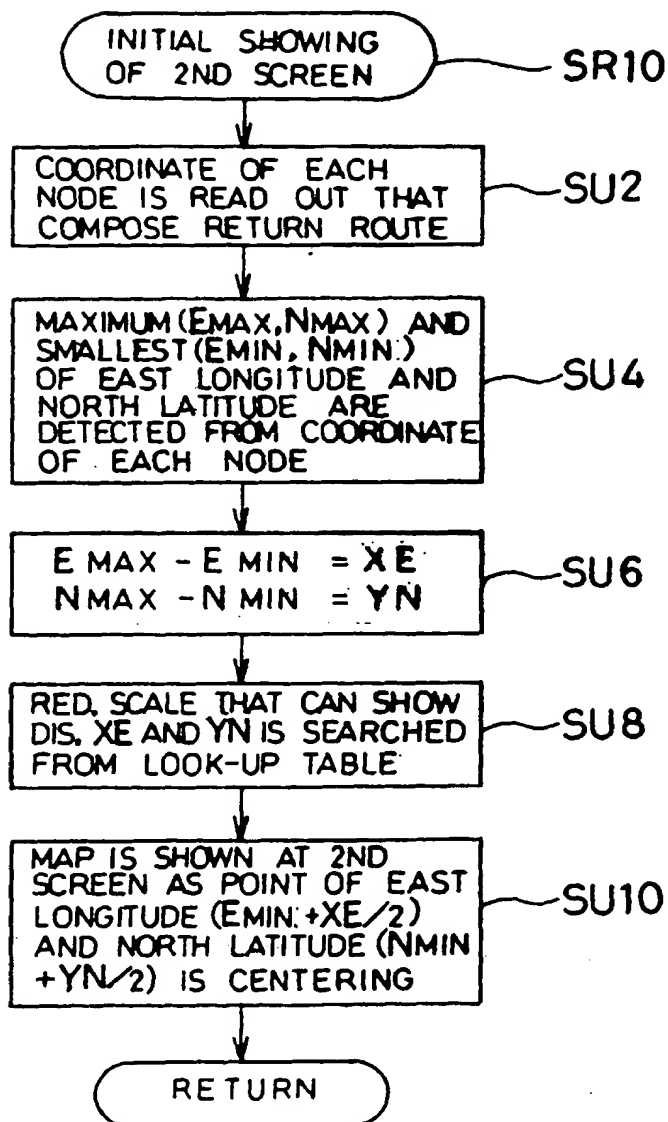 INITIAL SHOWING
OF 2ND SCREEN
SR10
COORDINATE OF EACH
NODE IS READ OUT THAT
COMPOSE RETURN ROUTE
SU2
MAXIMUM (EMAX, NMAX) AND
SMALLEST (EMIN, NMIN.)
OF EAST LONGITUDE AND
NORTH LATITUDE ARE
DETECTED FROM COORDINATE
OF EACH NODE
SU4
E MAX - E MIN = XE
N MAX - N MIN = YN
SU6
RED. SCALE THAT CAN SHOW
DIS. XE AND YN IS SEARCHED
FROM LOOK-UP TABLE
SU8
MAP IS SHOWN AT 2ND
SCREEN AS POINT OF EAST
LONGITUDE (EMIN. +XE/2)
AND NORTH LATITUDE (NMIN
+YN/2) IS CENTERING
SU10
RETURN